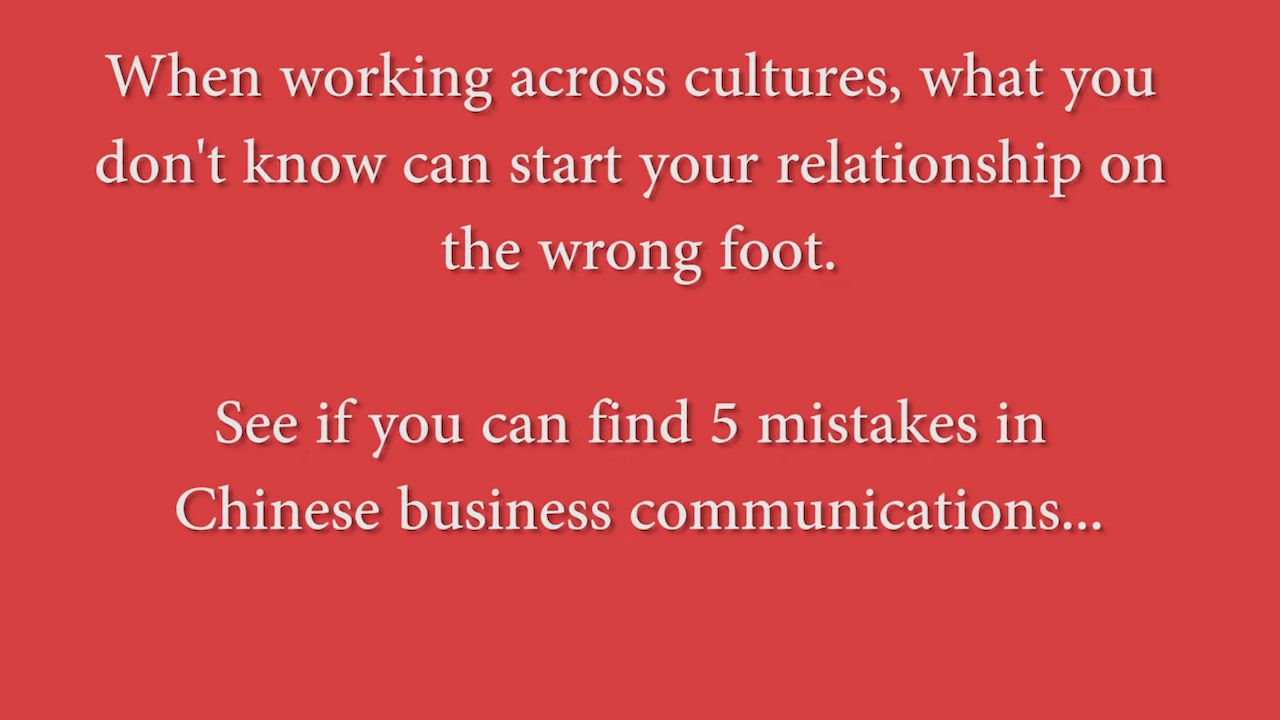 When working across cultures, what you
don't know can start your relationship on
the wrong foot.
See if you can find 5 mistakes in
Chinese business communications...